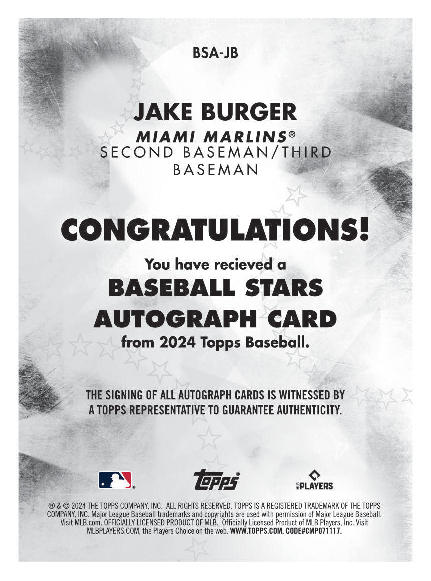 BSA-JB
JAKE BURGER
MIAMI MARLINS®
SECOND BASEMAN/THIRD
BASEMAN
CONGRATULATIONS!
You have recieved a
BASEBALL STARS
AUTOGRAPH CARD
from 2024 Topps Baseball.
THE SIGNING OF ALL AUTOGRAPH CARDS IS WITNESSED BY
A TOPPS REPRESENTATIVE TO GUARANTEE AUTHENTICITY.
topps
PLAYERS
® & © 2024 THE TOPPS COMPANY, INC. ALL RIGHTS RESERVED. TOPPS IS A REGISTERED TRADEMARK OF THE TOPPS
COMPANY, INC. Major League Baseball trademarks and copyrights are used with permission of Major League Baseball.
Visit MLB.com. OFFICIALLY LICENSED PRODUCT OF MLB. Officially Licensed Product of MLB Players, Inc. Visit
MLBPLAYERS.COM, the Players Choice on the web. WWW.TOPPS.COM. CODE#CMP071117.